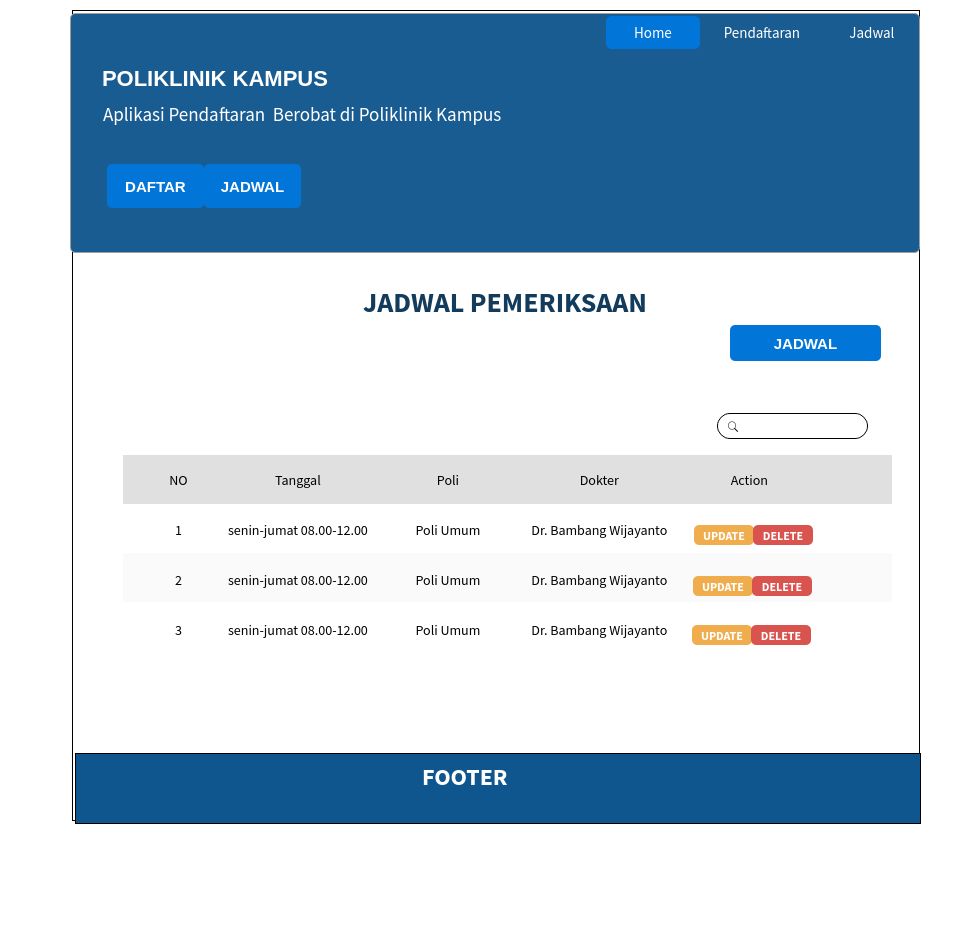 Home Pendaftaran Jadwal
POLIKLINIK KAMPUS
Aplikasi Pendaftaran  Berobat di Poliklinik Kampus
DAFTAR JADWAL
JADWAL PEMERIKSAAN
JADWAL
NO Tanggal Poli Dokter Action
1 senin-jumat 08.00-12.00 Poli Umum Dr. Bambang Wijayanto UPDATE DELETE
2 senin-jumat 08.00-12.00 Poli Umum Dr. Bambang Wijayanto UPDATE DELETE
3 senin-jumat 08.00-12.00 Poli Umum Dr. Bambang Wijayanto UPDATE DELETE
FOOTER